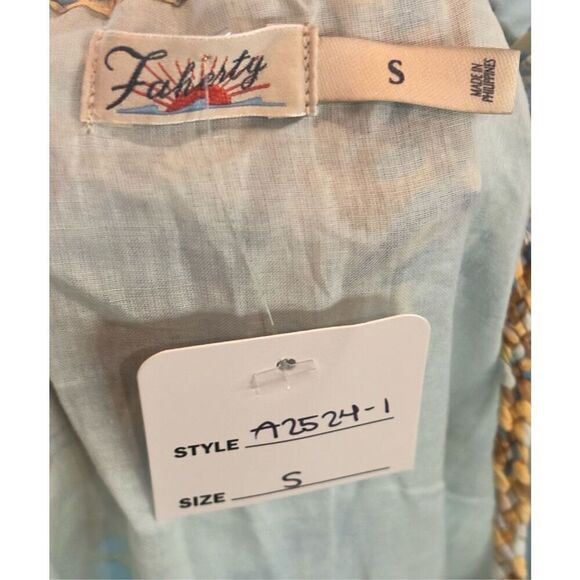 Faherty
S
MADE IN
PHILIPPINES
STYLE A2524-1
SIZE S